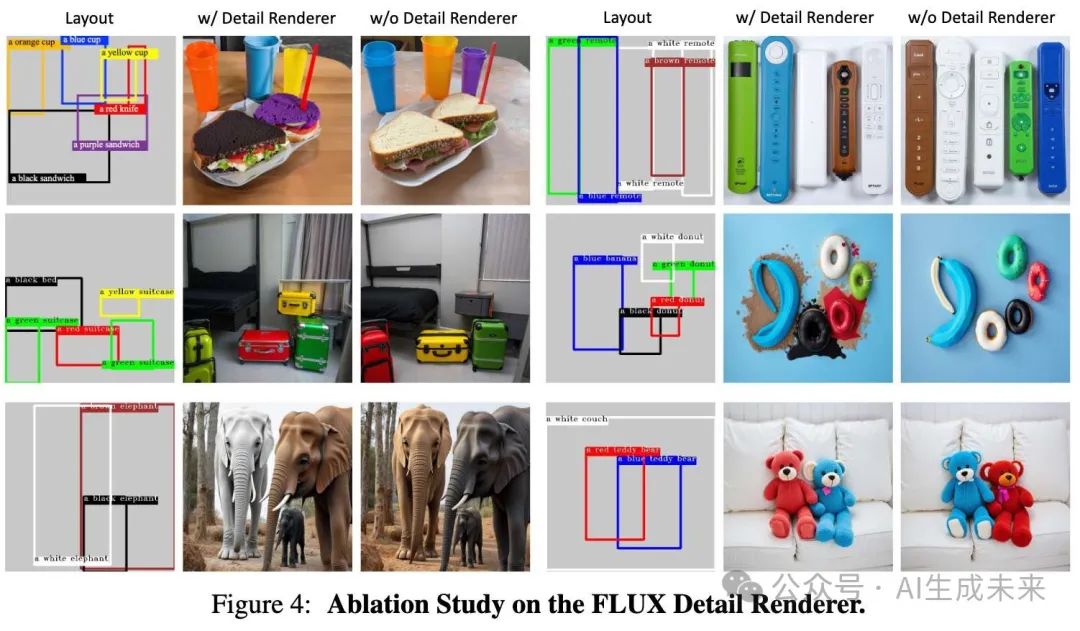 Layout w/ Detail Renderer w/o Detail Renderer Layout w/ Detail Renderer w/o Detail Renderer
a orange cup
a blue cup
a yellow cup
a red knife
a purple sandwich
a black sandwich
a green remote
a white remote
a brown remote
a white remote
a blue remote
a black bed
a yellow suitcase
a green suitcase
a red suitcase
a green suitcase
a white donut
a blue banana
a green donut
a red donut
a black donut
a brown elephant
a black elephant
a white elephant
a white couch
a red teddy bear
a blue teddy bear
公众号 · AI生成未来
Figure 4: Ablation Study on the FLUX Detail Renderer.